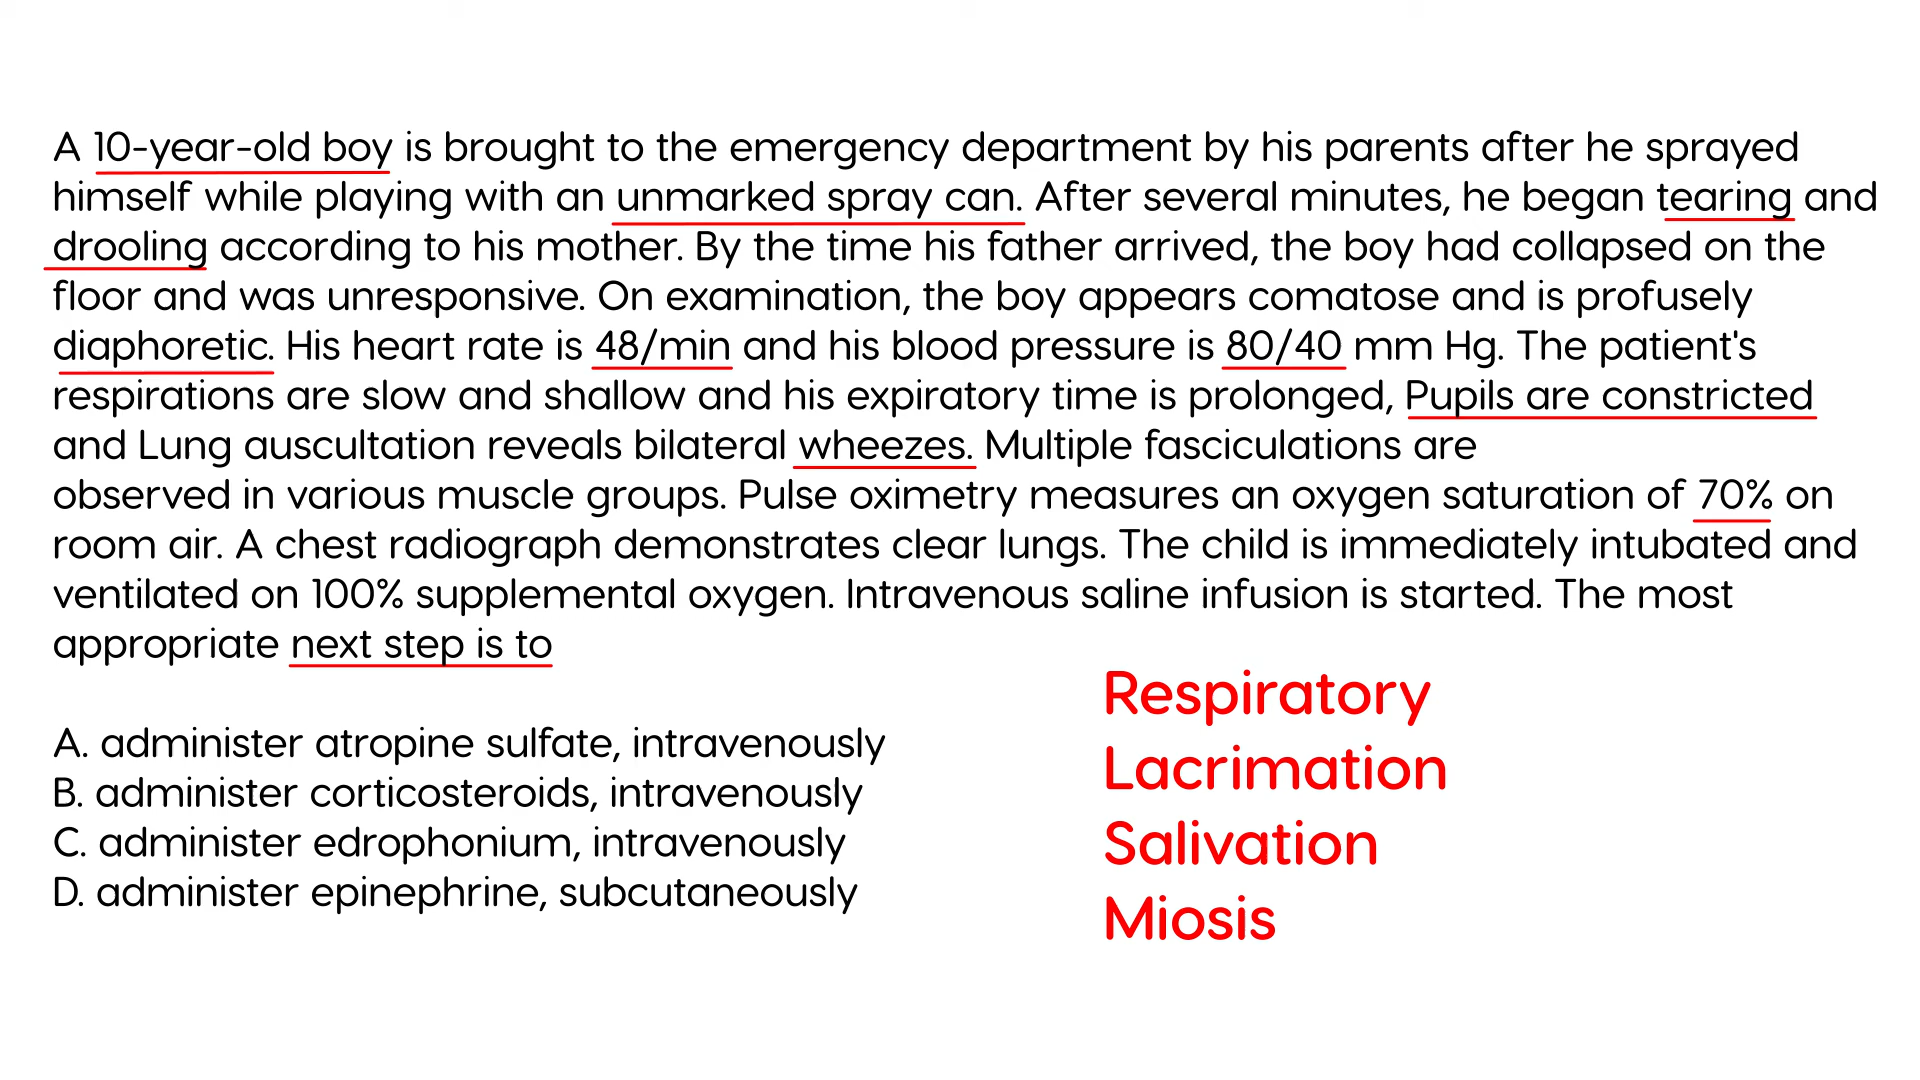 A 10-year-old boy is brought to the emergency department by his parents after he sprayed
himself while playing with an unmarked spray can. After several minutes, he began tearing and
drooling according to his mother. By the time his father arrived, the boy had collapsed on the
floor and was unresponsive. On examination, the boy appears comatose and is profusely
diaphoretic. His heart rate is 48/min and his blood pressure is 80/40 mm Hg. The patient's
respirations are slow and shallow and his expiratory time is prolonged, Pupils are constricted
and Lung auscultation reveals bilateral wheezes. Multiple fasciculations are
observed in various muscle groups. Pulse oximetry measures an oxygen saturation of 70% on
room air. A chest radiograph demonstrates clear lungs. The child is immediately intubated and
ventilated on 100% supplemental oxygen. Intravenous saline infusion is started. The most
appropriate next step is to
A. administer atropine sulfate, intravenously
B. administer corticosteroids, intravenously
C. administer edrophonium, intravenously
D. administer epinephrine, subcutaneously
Respiratory
Lacrimation
Salivation
Miosis